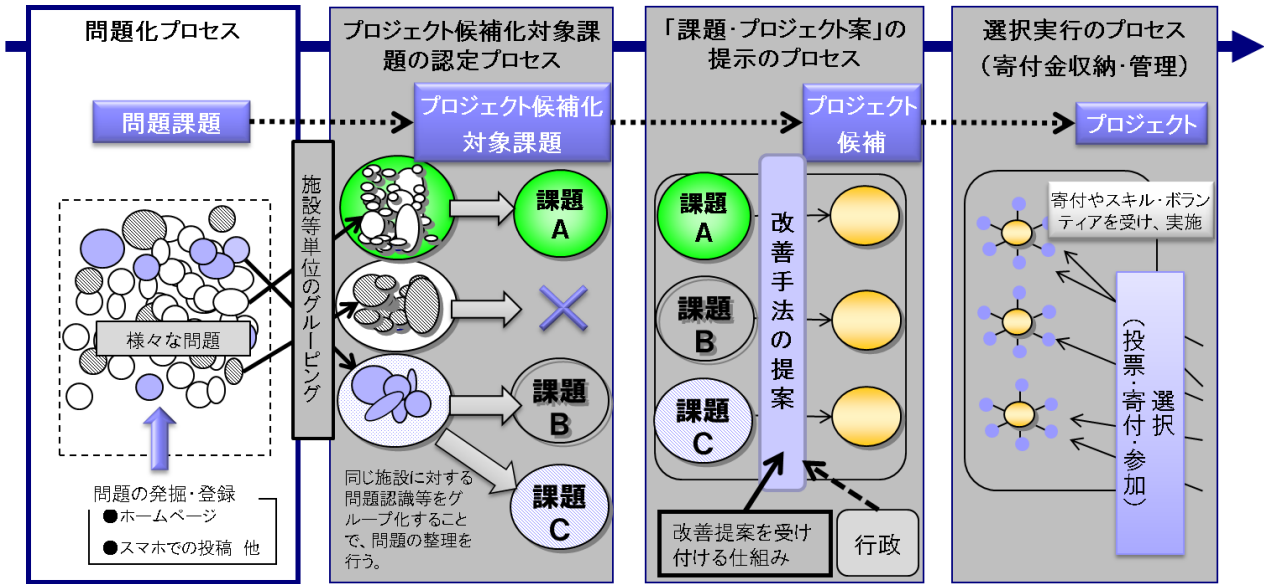 問題化プロセス
問題課題
様々な問題
問題の発掘・登録
●ホームページ
●スマホでの投稿 他
施設等単位のグルーピング
プロジェクト候補化対象課
題の認定プロセス
プロジェクト候補化
対象課題
課題
A
課題
B
課題
C
同じ施設に対する
問題認識等をグ
ループ化すること
で、問題の整理を
行う。
「課題・プロジェクト案」の
提示のプロセス
プロジェクト
候補
課題
A
課題
B
課題
C
改善手法の提案
改善提案を受け
付ける仕組み
行政
選択実行のプロセス
（寄付金収納・管理）
プロジェクト
寄付やスキル・ボラン
ティアを受け、実施
選択
（投票・寄付・参加）